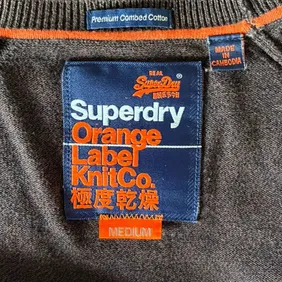 Premium Combed Cotton
MADE IN
CAMBODIA
REAL
Superdry
Superdry
Orange
Label
KnitCo.
極度乾燥
MEDIUM